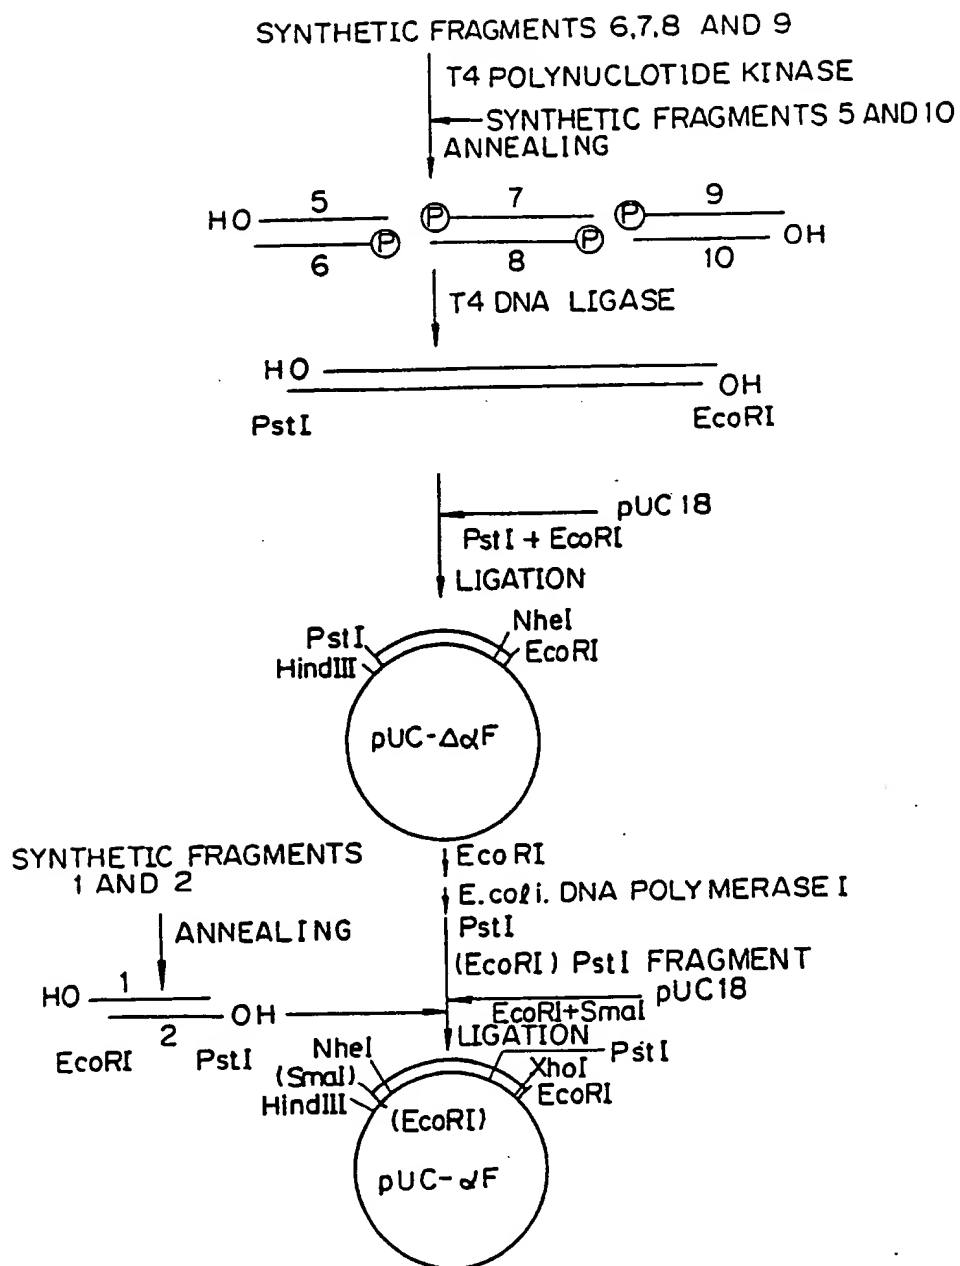 SYNTHETIC FRAGMENTS 6,7,8 AND 9
T4 POLYNUCLOTIDE KINASE
SYNTHETIC FRAGMENTS 5 AND 10
ANNEALING
HO 5 P 7 P 9
6 P 8 P 10 OH
T4 DNA LIGASE
HO
OH
PstI
EcoRI
pUC 18
PstI + EcoRI
LIGATION
NheI
PstI
EcoRI
HindIII
pUC-ΔαF
EcoRI
SYNTHETIC FRAGMENTS
1 AND 2
E.coli. DNA POLYMERASE I
PstI
ANNEALING
(EcoRI) PstI FRAGMENT
HO 1
pUC18
EcoRI+SmaI
2 OH
LIGATION
EcoRI PstI
NheI
PstI
(SmaI)
XhoI
HindIII
EcoRI
(EcoRI)
pUC-αF